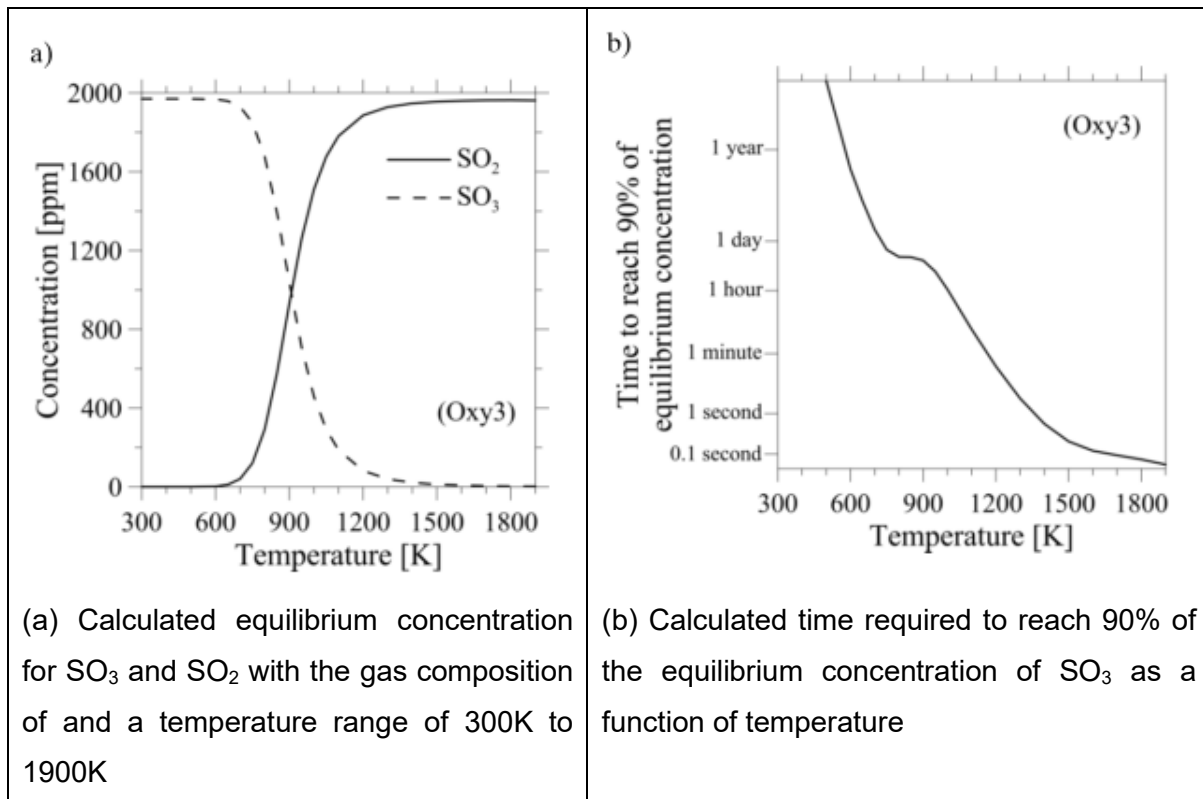 a)
2000
1600
1200
800
400
0
Concentration [ppm]
SO₂
SO₃
(Oxy3)
300 600 900 1200 1500 1800
Temperature [K]
(a) Calculated equilibrium concentration
for SO₃ and SO₂ with the gas composition
of and a temperature range of 300K to
1900K
b)
Time to reach 90% of
equilibrium concentration
1 year
1 day
1 hour
1 minute
1 second
0.1 second
(Oxy3)
300 600 900 1200 1500 1800
Temperature [K]
(b) Calculated time required to reach 90% of
the equilibrium concentration of SO₃ as a
function of temperature